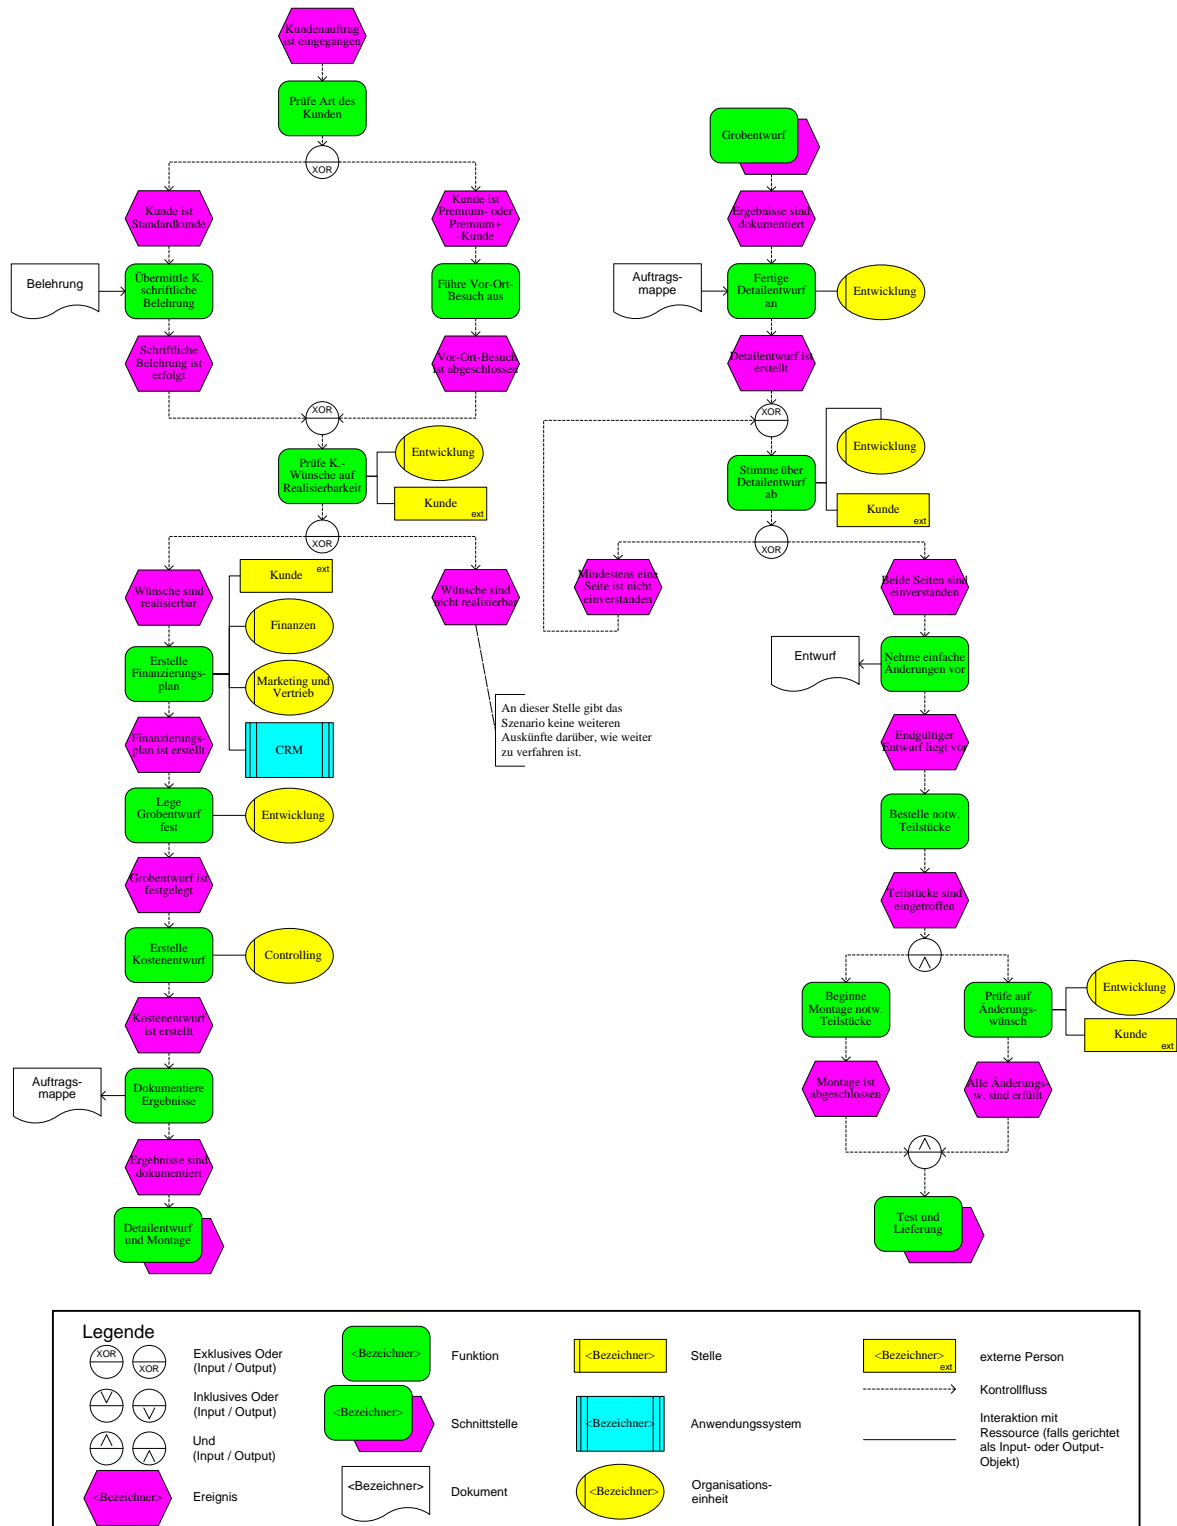 Kundenauftrag
ist eingegangen
Prüfe Art des
Kunden
XOR
Kunde ist
Standardkunde
Kunde ist
Premium- oder
Premium+
-Kunde
Belehrung
Übermittle K.
schriftliche
Belehrung
Führe Vor-Ort-
Besuch aus
Schriftliche
Belehrung ist
erfolgt
Vor-Ort-Besuch
ist abgeschlossen
XOR
Prüfe K.-
Wünsche auf
Realisierbarkeit
Entwicklung
Kunde
ext
XOR
Wünsche sind
realisierbar
Kunde
ext
Finanzen
Wünsche sind
nicht realisierbar
Erstelle
Finanzierungs-
plan
Marketing und
Vertrieb
CRM
An dieser Stelle gibt das
Szenario keine weiteren
Auskünfte darüber, wie weiter
zu verfahren ist.
Finanzierungs-
plan ist erstellt
Lege
Grobentwurf
fest
Entwicklung
Grobentwurf ist
festgelegt
Erstelle
Kostenentwurf
Controlling
Kostenentwurf
ist erstellt
Auftrags-
mappe
Dokumentiere
Ergebnisse
Ergebnisse sind
dokumentiert
Detailentwurf
und Montage
Grobentwurf
Ergebnisse sind
dokumentiert
Auftrags-
mappe
Fertige
Detailentwurf
an
Entwicklung
Detailentwurf ist
erstellt
XOR
Stimme über
Detailentwurf
ab
Entwicklung
Kunde
ext
XOR
Mindestens eine
Seite ist nicht
einverstanden
Beide Seiten sind
einverstanden
Entwurf
Nehme einfache
Änderungen vor
Endgültiger
Entwurf liegt vor
Bestelle notw.
Teilstücke
Teilstücke sind
eingetroffen
Beginne
Montage notw.
Teilstücke
Prüfe auf
Änderungs-
wünsch
Entwicklung
Kunde
ext
Montage ist
abgeschlossen
Alle Änderungs-
w. sind erfüllt
Test und
Lieferung
Legende
XOR
XOR
Exklusives Oder
(Input / Output)
Inklusives Oder
(Input / Output)
Und
(Input / Output)
<Bezeichner>
Ereignis
<Bezeichner>
Funktion
<Bezeichner>
Schnittstelle
<Bezeichner>
Dokument
<Bezeichner>
Stelle
<Bezeichner>
Anwendungssystem
<Bezeichner>
Organisations-
einheit
<Bezeichner>
ext
externe Person
Kontrollfluss
Interaktion mit
Ressource (falls gerichtet
als Input- oder Output-
Objekt)